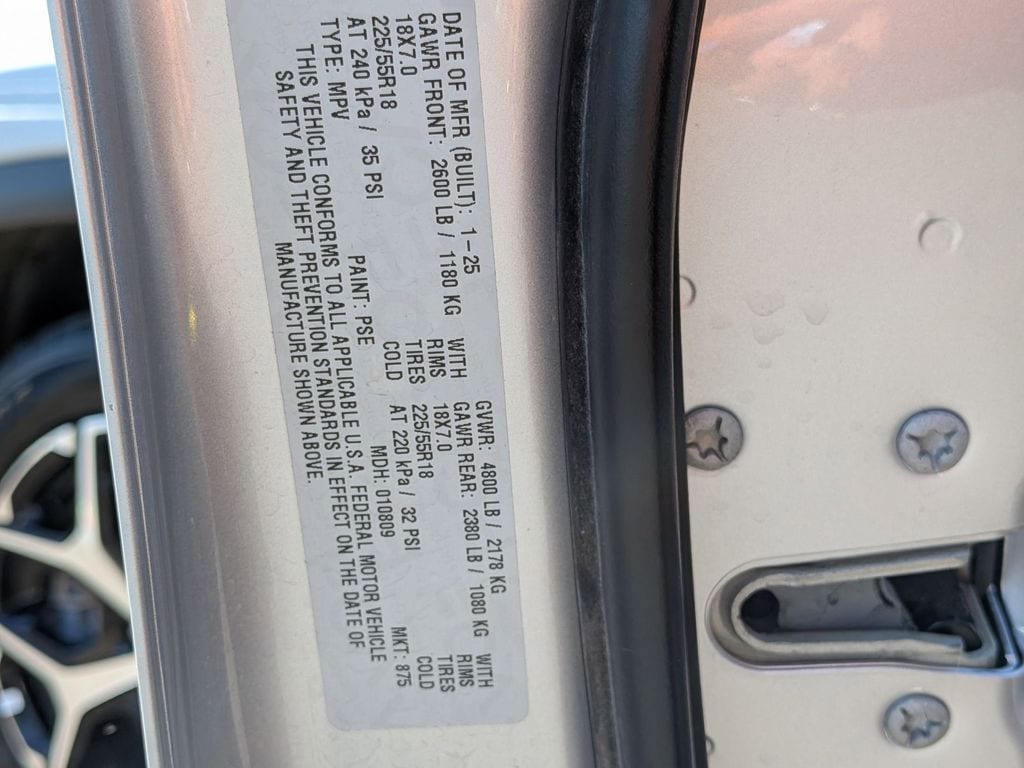 DATE OF MFR (BUILT): 1-25 GVWR: 4800 LB / 2178 KG
GAWR FRONT: 2600 LB / 1180 KG WITH GAWR REAR: 2380 LB / 1080 KG WITH
18X7.0 RIMS 18X7.0 RIMS
225/55R18 TIRES 225/55R18 TIRES
AT 240 kPa / 35 PSI COLD AT 220 kPa / 32 PSI COLD
TYPE: MPV PAINT: PSE MDH: 010809 MKT: 875
THIS VEHICLE CONFORMS TO ALL APPLICABLE U.S.A. FEDERAL MOTOR VEHICLE
SAFETY AND THEFT PREVENTION STANDARDS IN EFFECT ON THE DATE OF
MANUFACTURE SHOWN ABOVE.